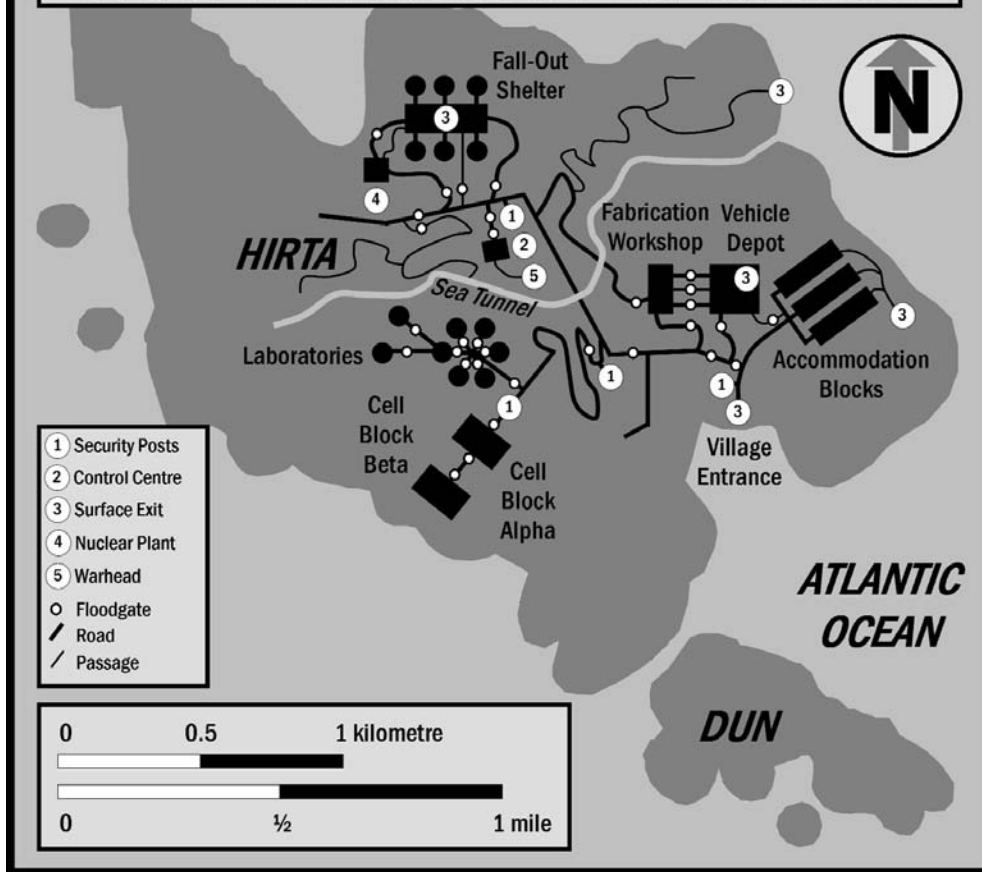 Fall-Out
Shelter
N
3
3
4
Fabrication
Workshop
Vehicle
Depot
1
2
HIRTA
5
3
Sea Tunnel
3
Laboratories
Accommodation
Blocks
1
1
1
3
Cell
Block
Beta
Village
Entrance
Cell
Block
Alpha
1 Security Posts
2 Control Centre
3 Surface Exit
4 Nuclear Plant
5 Warhead
Floodgate
Road
Passage
ATLANTIC
OCEAN
DUN
0 0.5 1 kilometre
0 ½ 1 mile